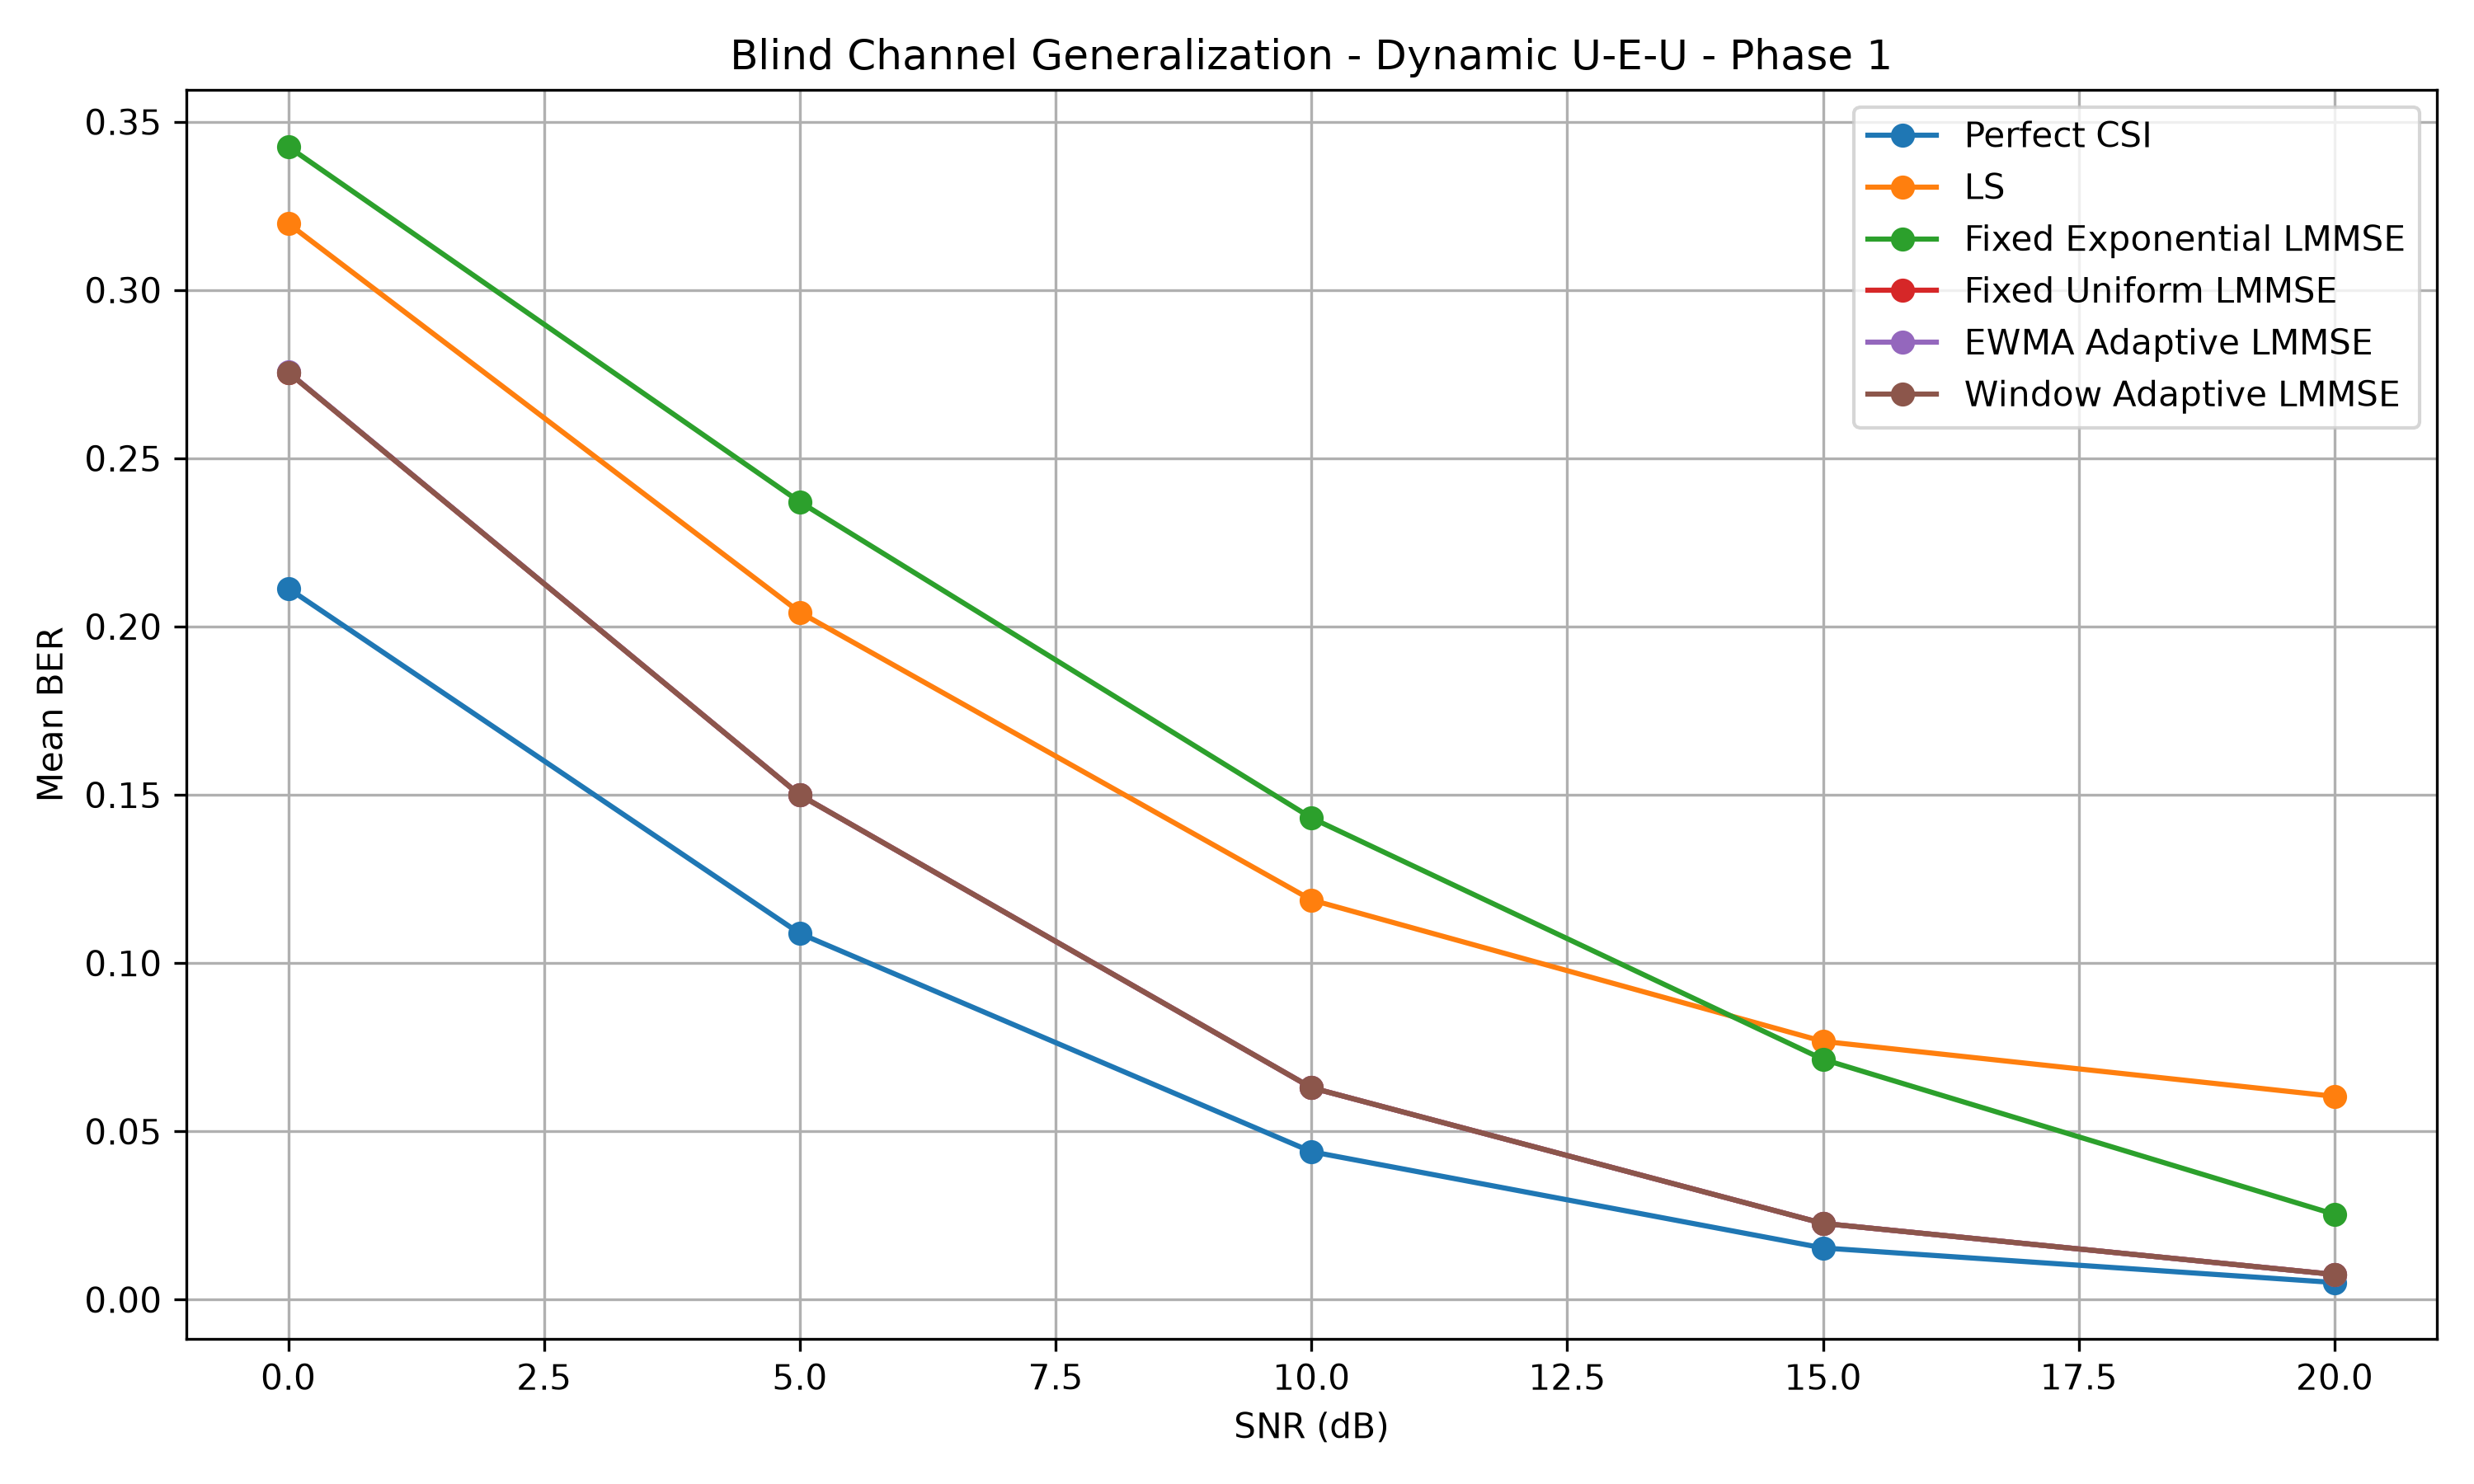 Blind Channel Generalization - Dynamic U-E-U - Phase 1
Perfect CSI
LS
Fixed Exponential LMMSE
Fixed Uniform LMMSE
EWMA Adaptive LMMSE
Window Adaptive LMMSE
Mean BER
0.35
0.30
0.25
0.20
0.15
0.10
0.05
0.00
0.0 2.5 5.0 7.5 10.0 12.5 15.0 17.5 20.0
SNR (dB)